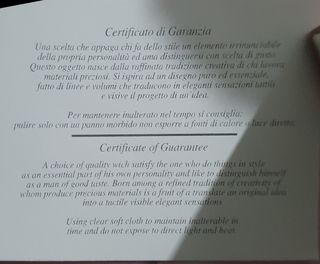 Certificato di Garanzia
Una scelta che appaga chi fa dello stile un elemento irrinunciabile
della propria personalità ed ama distinguersi con scelta di gusto.
Questo oggetto nasce dalla raffinata tradizione creativa di chi lavora
materiali preziosi. Si ispira ad un disegno puro ed essenziale,
fatto di linee e volumi che traducono in eleganti sensazioni tattili
e visive il progetto di un'idea.
Per mantenere inalterato nel tempo si consiglia:
pulire solo con un panno morbido non esporre a fonti di calore o luce diretta.
Certificate of Guarantee
A choice of quality wich satisfy the one who do things in style
as an essential part of his own personality and like to distinguish himself
as a man of good taste. Born among a refined tradition of creativity of
whom produce precious materials is a fruit of a translate an original idea
into a tactile visible elegant sensations
Using clear soft cloth to maintain inalterable in
time and do not expose to direct light and heat.